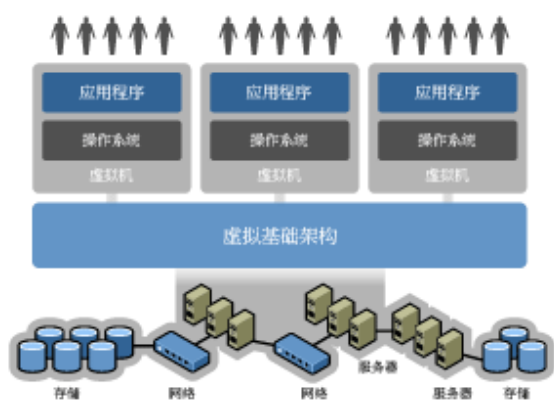 应用程序 应用程序 应用程序
操作系统 操作系统 操作系统
虚拟机 虚拟机 虚拟机
虚拟基础架构
服务器
存储 网络 网络 服务器 存储